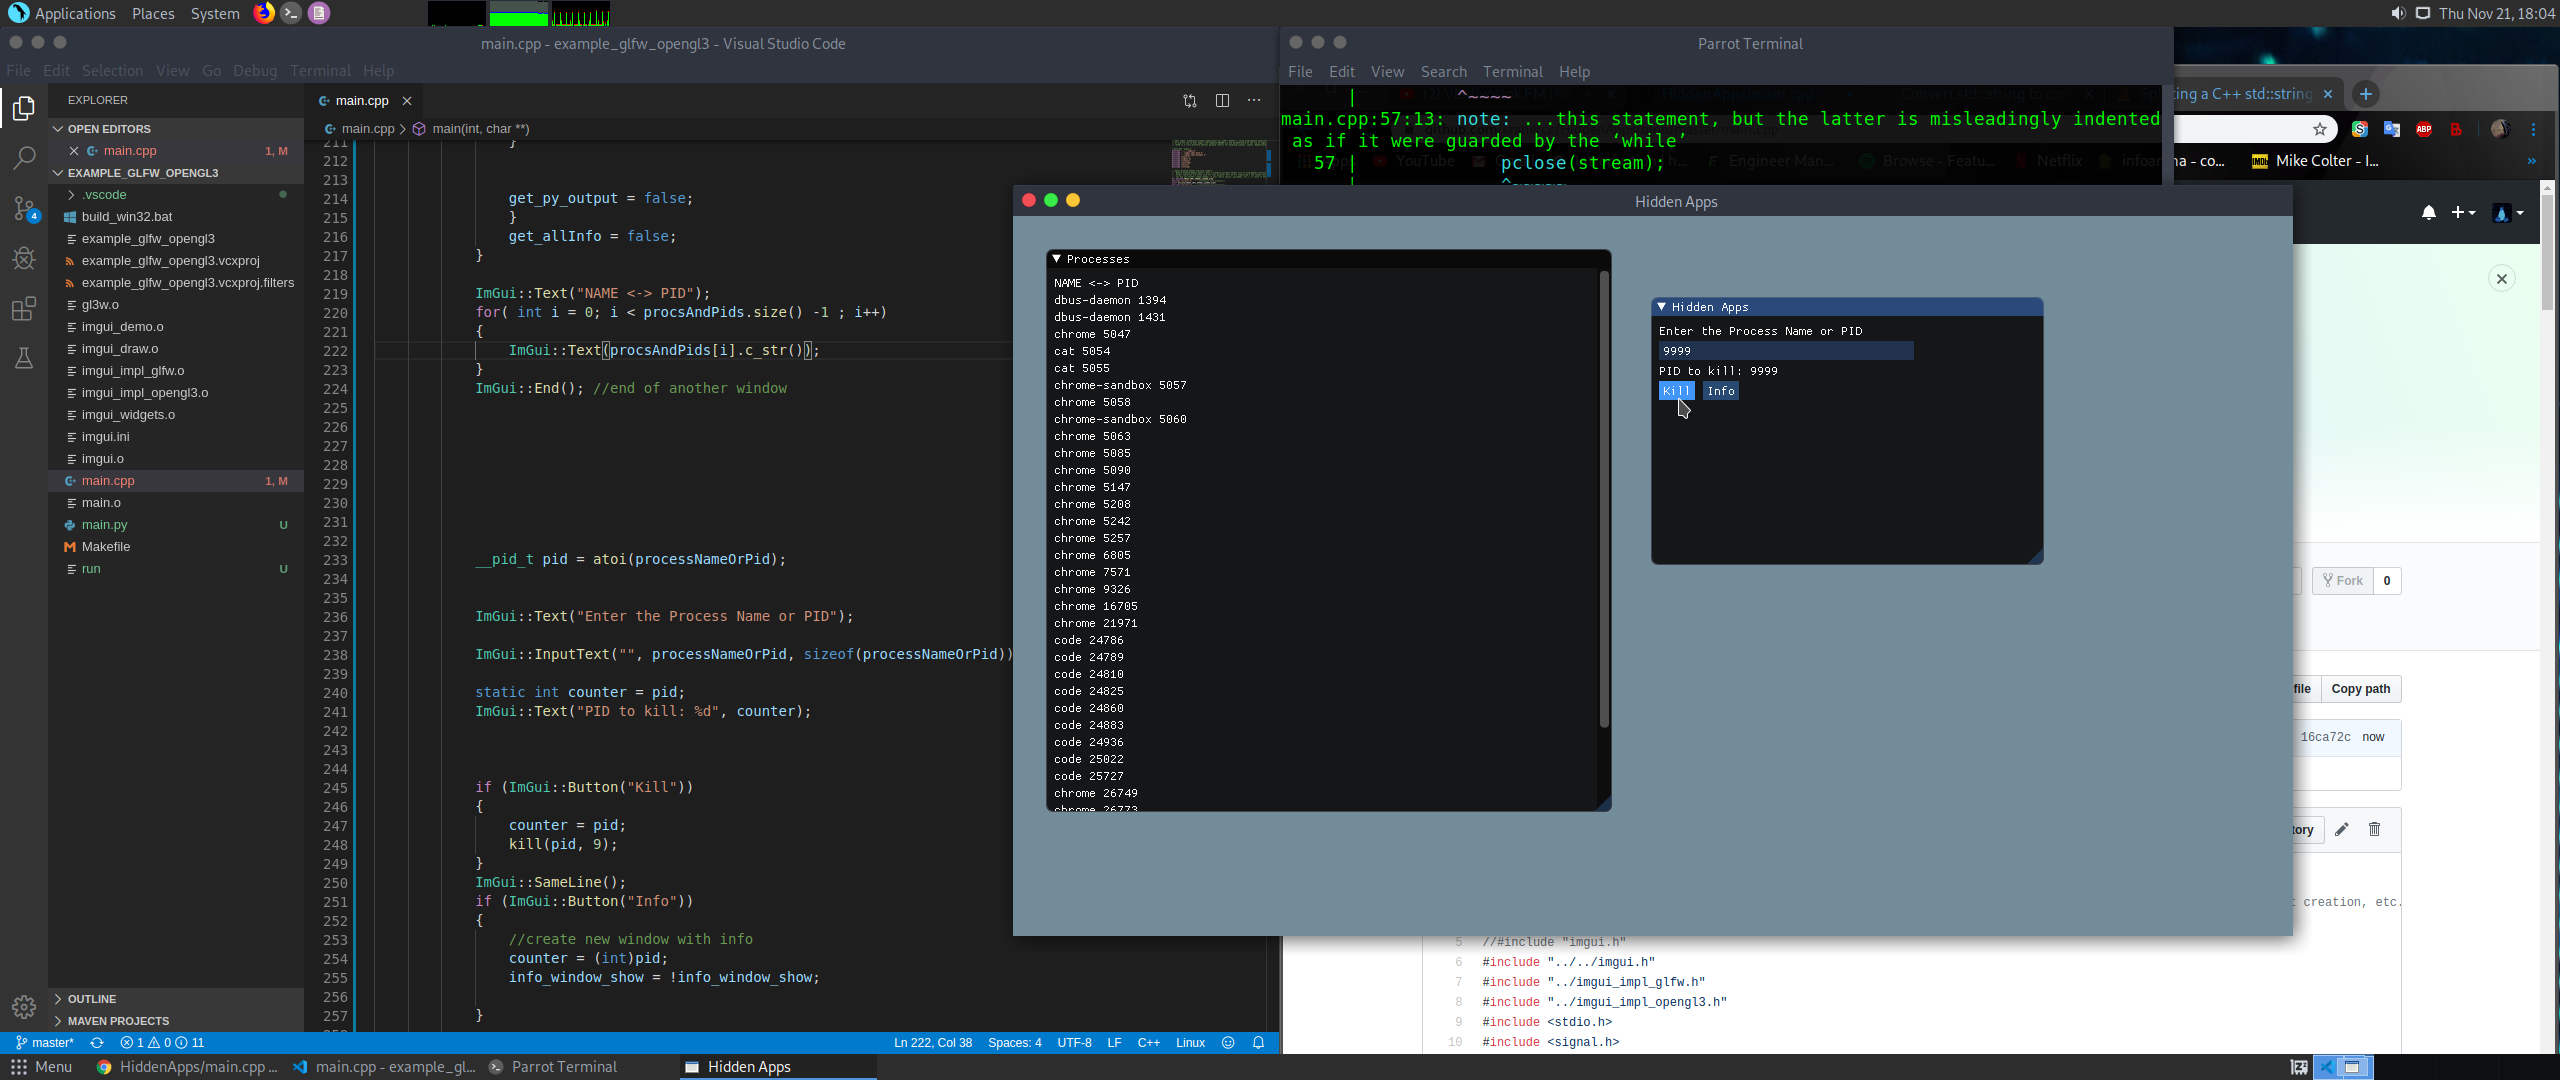 Applications Places System
Thu Nov 21, 18:04
main.cpp - example_glfw_opengl3 - Visual Studio Code
File Edit Selection View Go Debug Terminal Help
EXPLORER
OPEN EDITORS
main.cpp 1, M
EXAMPLE_GLFW_OPENGL3
.vscode
build_win32.bat
example_glfw_opengl3
example_glfw_opengl3.vcxproj
example_glfw_opengl3.vcxproj.filters
gl3w.o
imgui_demo.o
imgui_draw.o
imgui_impl_glfw.o
imgui_impl_opengl3.o
imgui_widgets.o
imgui.ini
imgui.o
main.cpp 1, M
main.o
main.py U
Makefile
run U
OUTLINE
MAVEN PROJECTS
4
main.cpp
main.cpp > main(int, char **)
211 }
212
213
214 get_py_output = false;
215 }
216 get_allInfo = false;
217 }
218
219 ImGui::Text("NAME <-> PID");
220 for( int i = 0; i < procsAndPids.size() -1 ; i++)
221 {
222 ImGui::Text(procsAndPids[i].c_str());
223 }
224 ImGui::End(); //end of another window
225
226
227
228
229
230
231
232
233 __pid_t pid = atoi(processNameOrPid);
234
235
236 ImGui::Text("Enter the Process Name or PID");
237
238 ImGui::InputText("", processNameOrPid, sizeof(processNameOrPid))
239
240 static int counter = pid;
241 ImGui::Text("PID to kill: %d", counter);
242
243
244
245 if (ImGui::Button("Kill"))
246 {
247 counter = pid;
248 kill(pid, 9);
249 }
250 ImGui::SameLine();
251 if (ImGui::Button("Info"))
252 {
253 //create new window with info
254 counter = (int)pid;
255 info_window_show = !info_window_show;
256
257 }
master* 1 0 11
Ln 222, Col 38 Spaces: 4 UTF-8 LF C++ Linux
Parrot Terminal
File Edit View Search Terminal Help
| ^~~~~
main.cpp:57:13: note: ...this statement, but the latter is misleadingly indented
as if it were guarded by the ‘while’
57 | pclose(stream);
Hidden Apps
Processes
NAME <-> PID
dbus-daemon 1394
dbus-daemon 1431
chrome 5047
cat 5054
cat 5055
chrome-sandbox 5057
chrome 5058
chrome-sandbox 5060
chrome 5063
chrome 5085
chrome 5090
chrome 5147
chrome 5208
chrome 5242
chrome 5257
chrome 6805
chrome 7571
chrome 9326
chrome 16705
chrome 21971
code 24786
code 24789
code 24810
code 24825
code 24860
code 24883
code 24936
code 25022
code 25727
chrome 26749
chrome 26773
Hidden Apps
Enter the Process Name or PID
9999
PID to kill: 9999
Kill Info
ting a C++ std::string
ABP B
YouTube Engineer Man... Browse - Featu... Netflix - co... IMDb Mike Colter - I... »
Fork 0
file Copy path
16ca72c now
tory
creation, etc.
5 //#include "imgui.h"
6 #include "../../imgui.h"
7 #include "../imgui_impl_glfw.h"
8 #include "../imgui_impl_opengl3.h"
9 #include <stdio.h>
10 #include <signal.h>
Menu HiddenApps/main.cpp ... main.cpp - example_gl... Parrot Terminal Hidden Apps